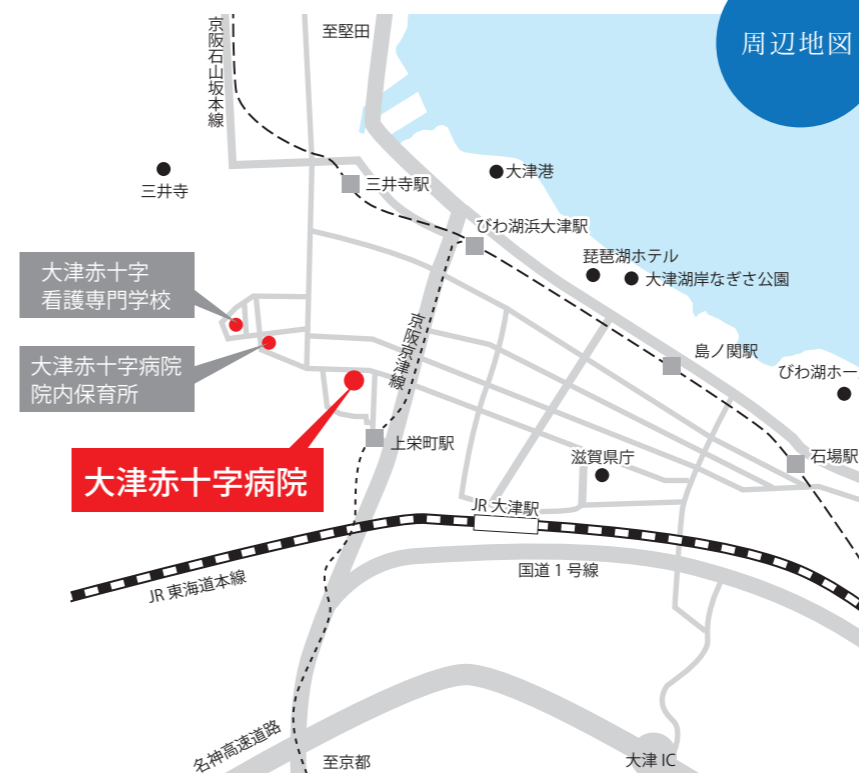 周辺地図
京阪石山坂本線
至堅田
三井寺
三井寺駅
大津港
びわ湖浜大津駅
琵琶湖ホテル
大津湖岸なぎさ公園
大津赤十字
看護専門学校
京阪京津線
島ノ関駅
びわ湖ホー
大津赤十字病院
院内保育所
上栄町駅
滋賀県庁
石場駅
大津赤十字病院
JR 大津駅
JR 東海道本線
国道 1 号線
名神高速道路
至京都
大津 IC